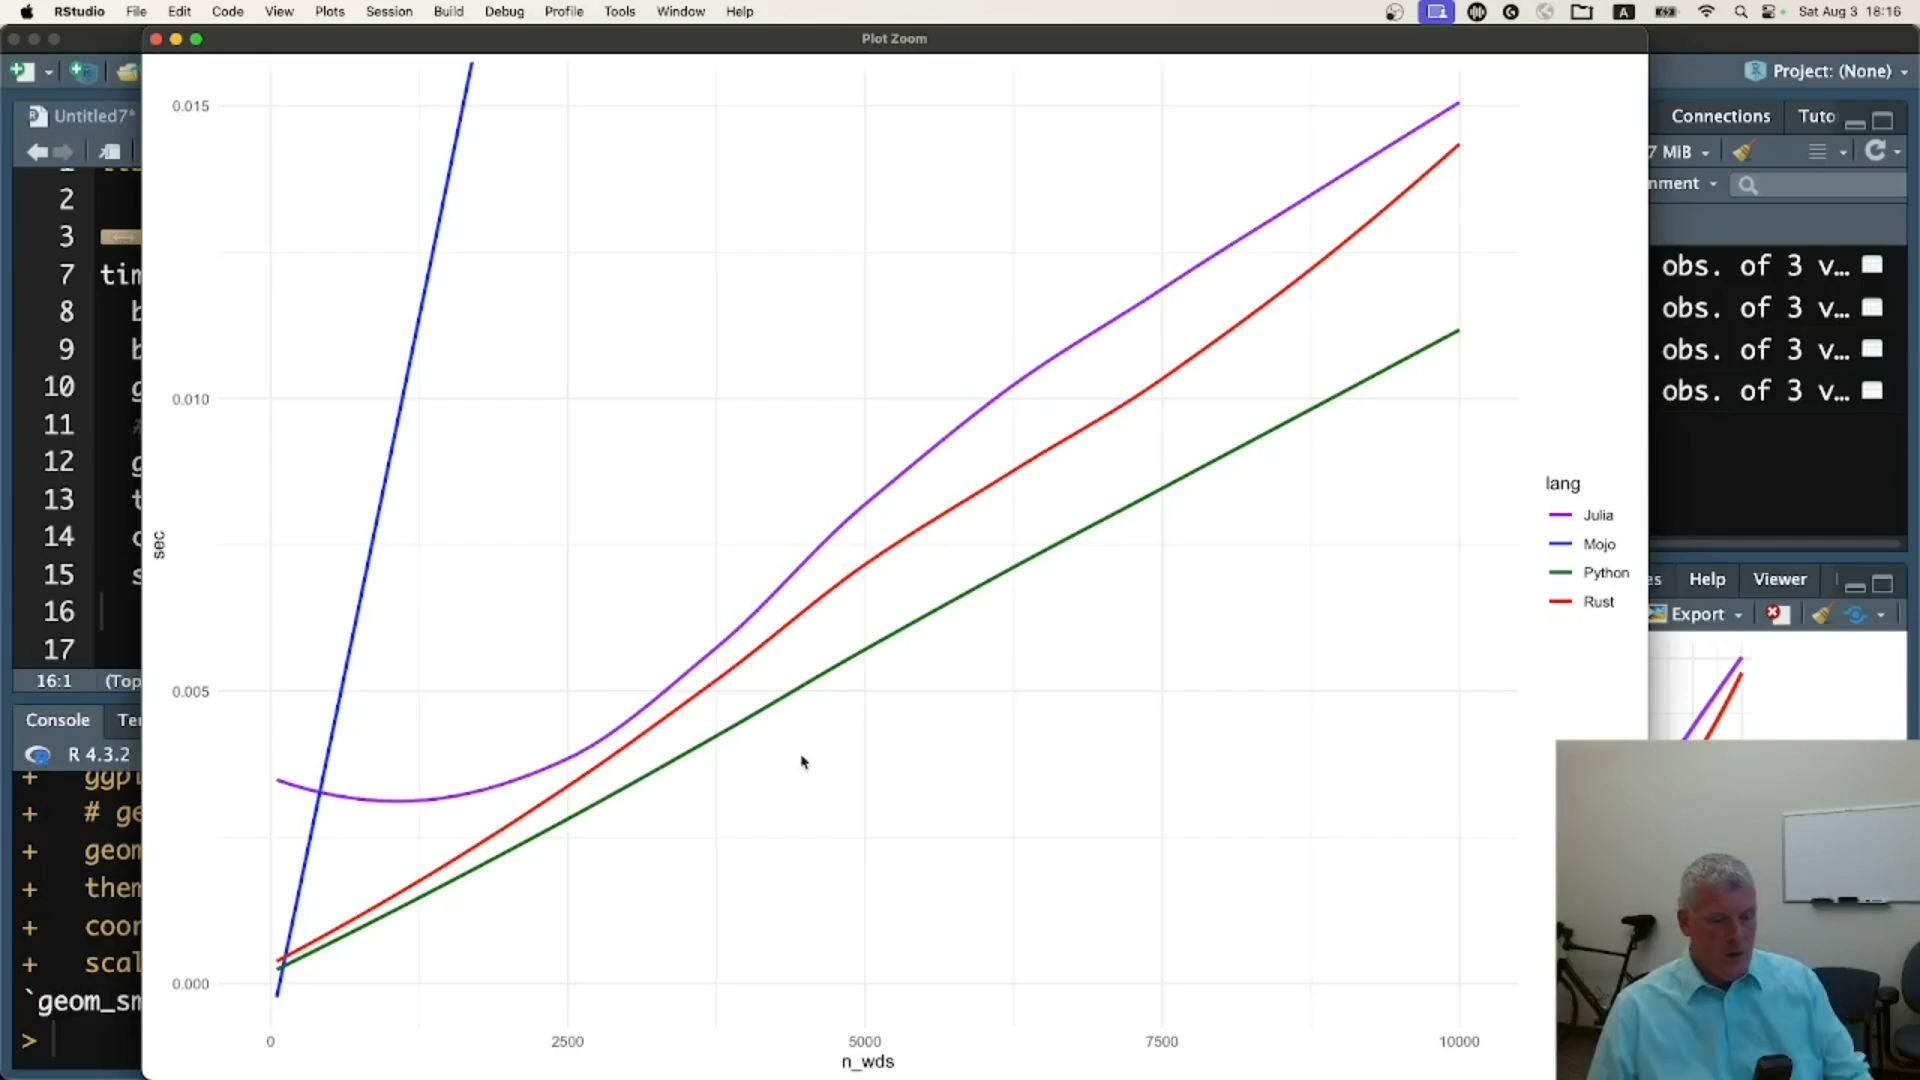 RStudio File Edit Code View Plots Session Build Debug Profile Tools Window Help
A Sat Aug 3 18:16
Plot Zoom
Project: (None)
Untitled7*
Connections Tuto
7 MiB
nment
2
3
7 tim
8 b
9 b
10 g
11 #
12 g
13 t
14 c
15 s
16
17
16:1 (Top
Console Te
R 4.3.2
+ ggpl
+ # ge
+ geom
+ them
+ coor
+ scal
`geom_sm
>
0.015
0.010
0.005
0.000
sec
0 2500 5000 7500 10000
n_wds
lang
Julia
Mojo
Python
Rust
obs. of 3 v…
obs. of 3 v…
obs. of 3 v…
obs. of 3 v…
es Help Viewer
Export